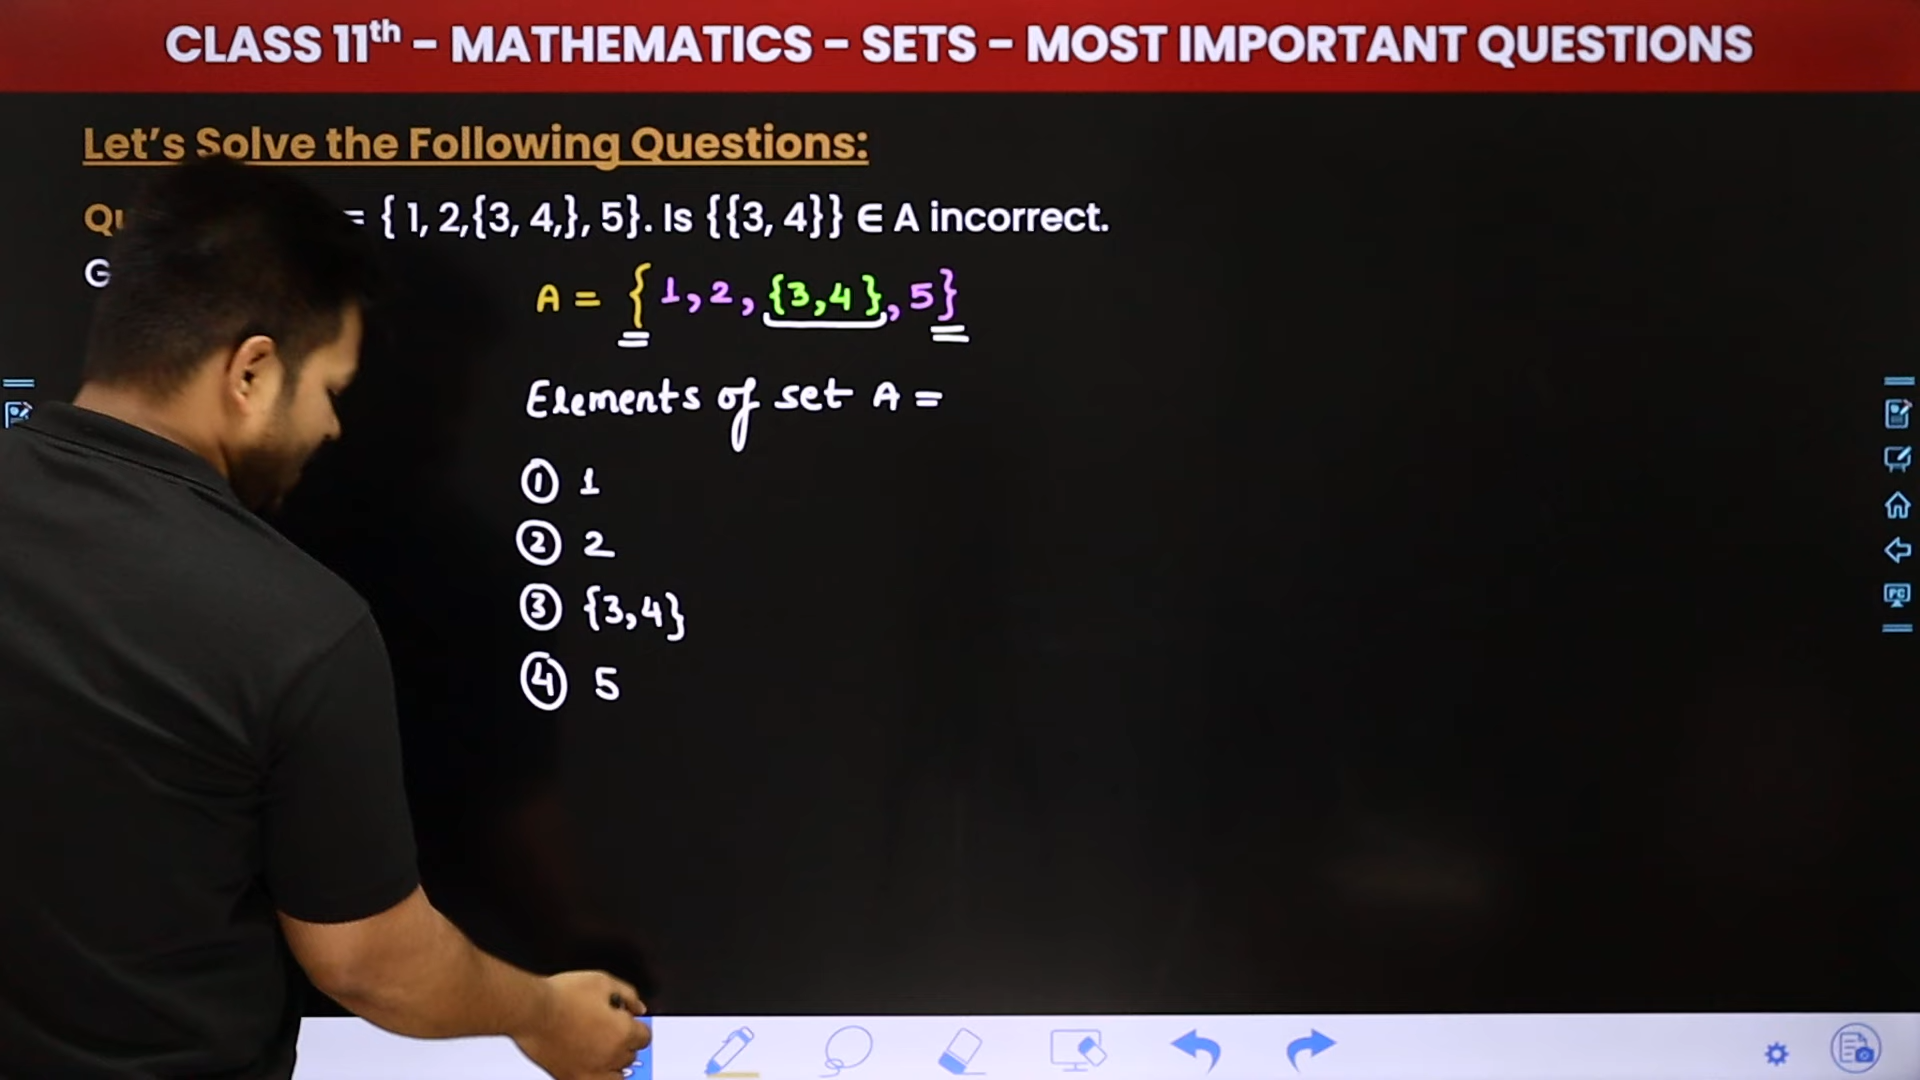 CLASS 11th – MATHEMATICS – SETS – MOST IMPORTANT QUESTIONS
Let’s Solve the Following Questions:
= { 1, 2,{3, 4,}, 5}. Is {{3, 4}} ∈ A incorrect.
A = { 1, 2, {3,4}, 5}
Elements of set A =
① 1
② 2
③ {3,4}
④ 5
PC